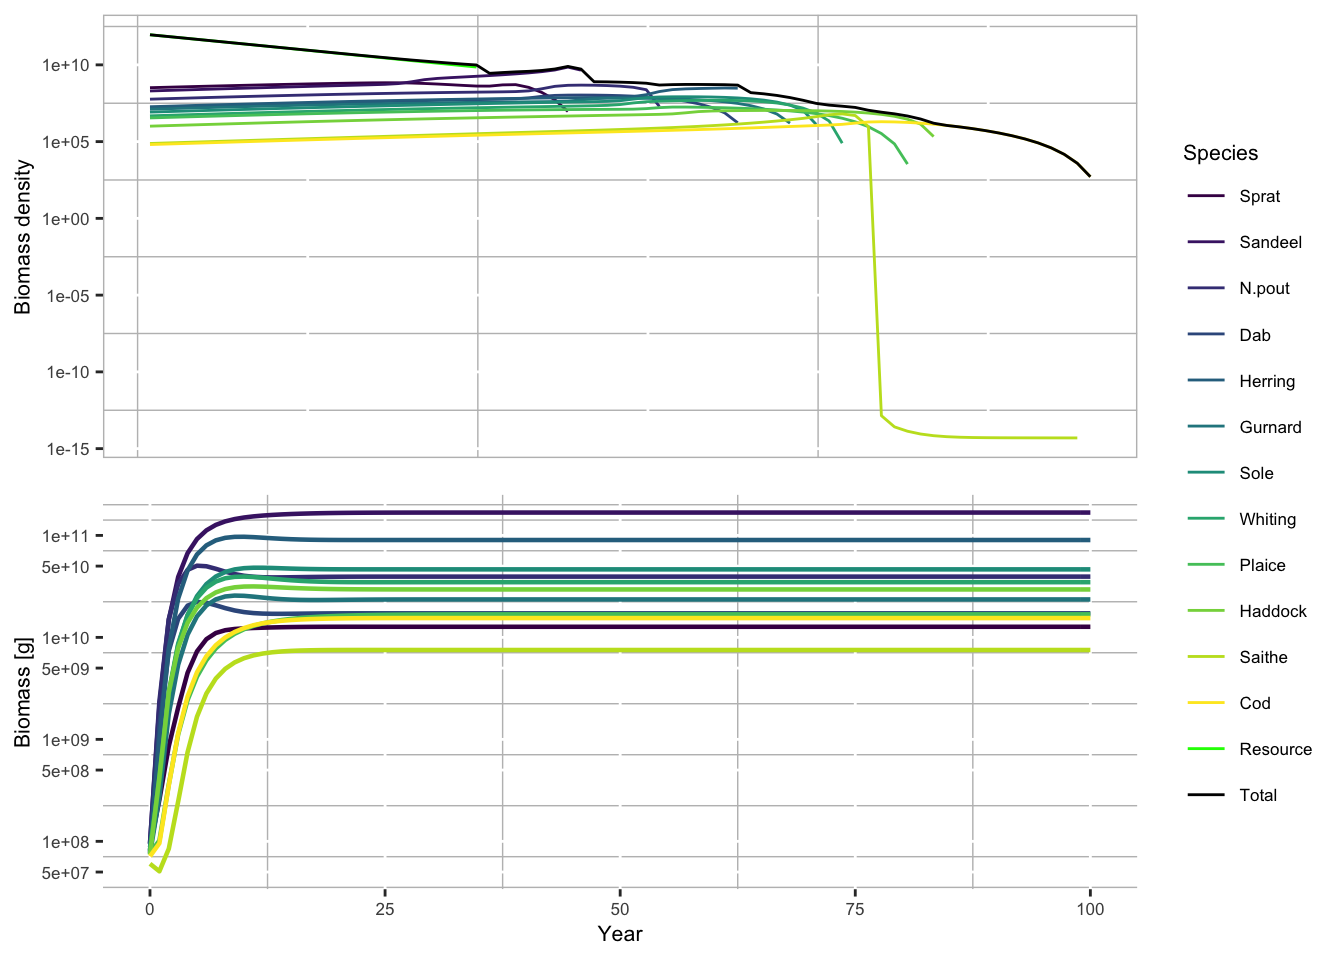 Biomass density
1e+10
1e+05
1e+00
1e-05
1e-10
1e-15
Biomass [g]
1e+11
5e+10
1e+10
5e+09
1e+09
5e+08
1e+08
5e+07
0 25 50 75 100
Year
Species
Sprat
Sandeel
N.pout
Dab
Herring
Gurnard
Sole
Whiting
Plaice
Haddock
Saithe
Cod
Resource
Total